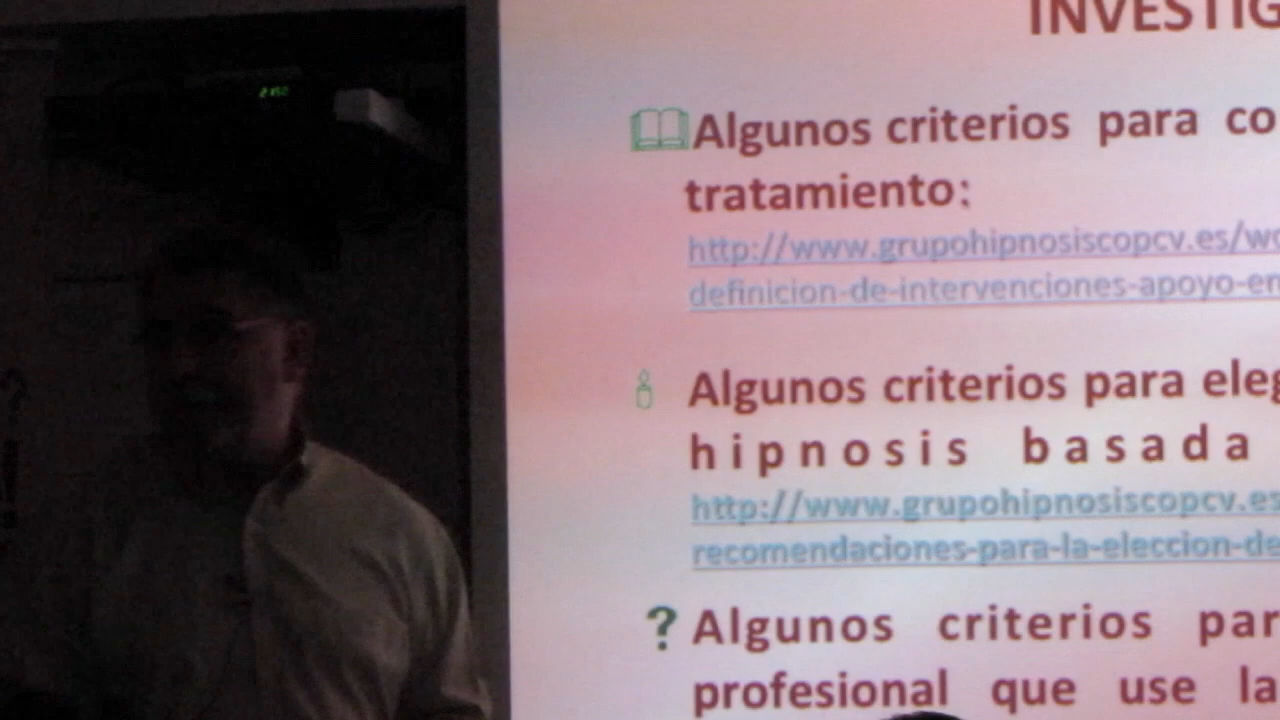 INVESTIG
Algunos criterios para co
tratamiento:
http://www.grupohipnosiscopcv.es/wo
definicion-de-intervenciones-apoyo-en
Algunos criterios para eleg
hipnosis basada
http://www.grupohipnosiscopcv.es
recomendaciones-para-la-eleccion-de
? Algunos criterios par
profesional que use la